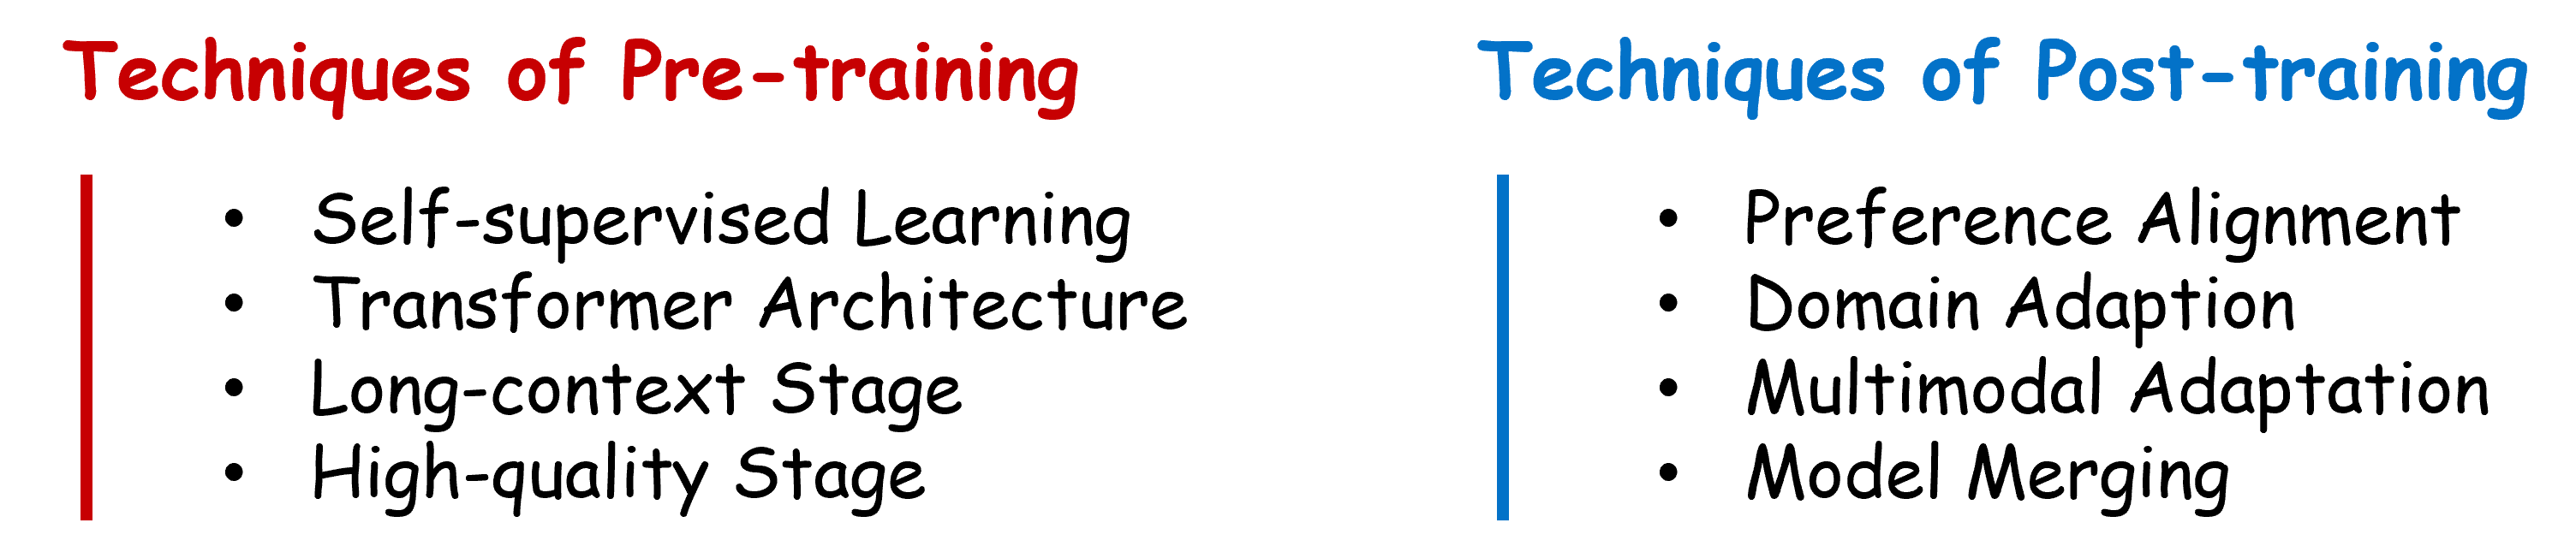 Techniques of Pre-training
• Self-supervised Learning
• Transformer Architecture
• Long-context Stage
• High-quality Stage
Techniques of Post-training
• Preference Alignment
• Domain Adaption
• Multimodal Adaptation
• Model Merging